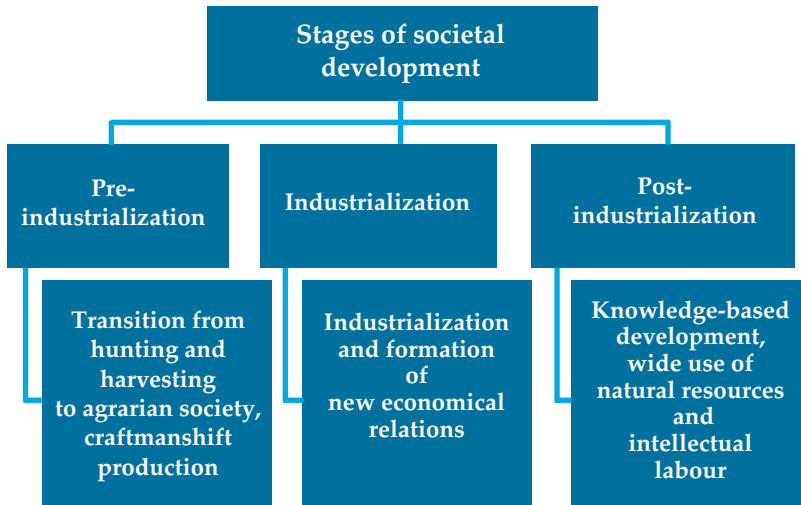 Stages of societal
development
Pre-
industrialization
Industrialization
Post-
industrialization
Transition from
hunting and
harvesting
to agrarian society,
craftmanshift
production
Industrialization
and formation
of
new economical
relations
Knowledge-based
development,
wide use of
natural resources
and
intellectual
labour